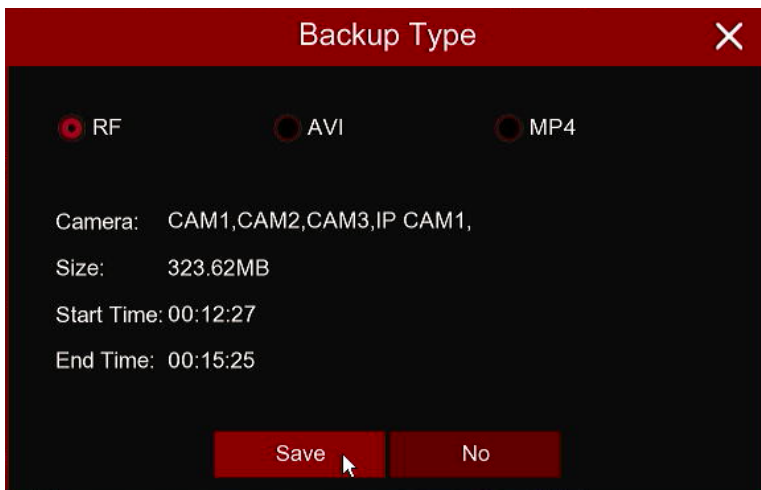 Backup Type
RF AVI MP4
Camera: CAM1,CAM2,CAM3,IP CAM1,
Size: 323.62MB
Start Time: 00:12:27
End Time: 00:15:25
Save No